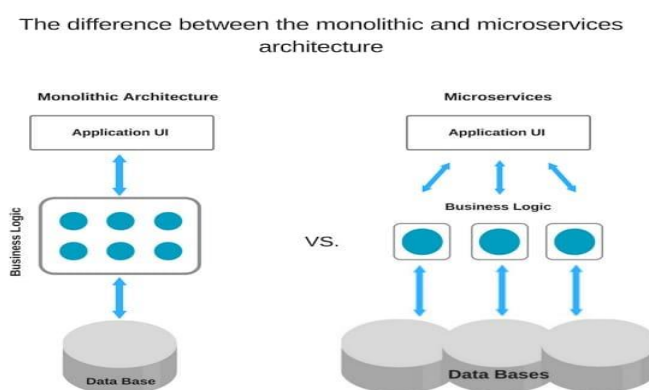 The difference between the monolithic and microservices
architecture
Monolithic Architecture
Application UI
Business Logic
Data Base
VS.
Microservices
Application UI
Business Logic
Data Bases